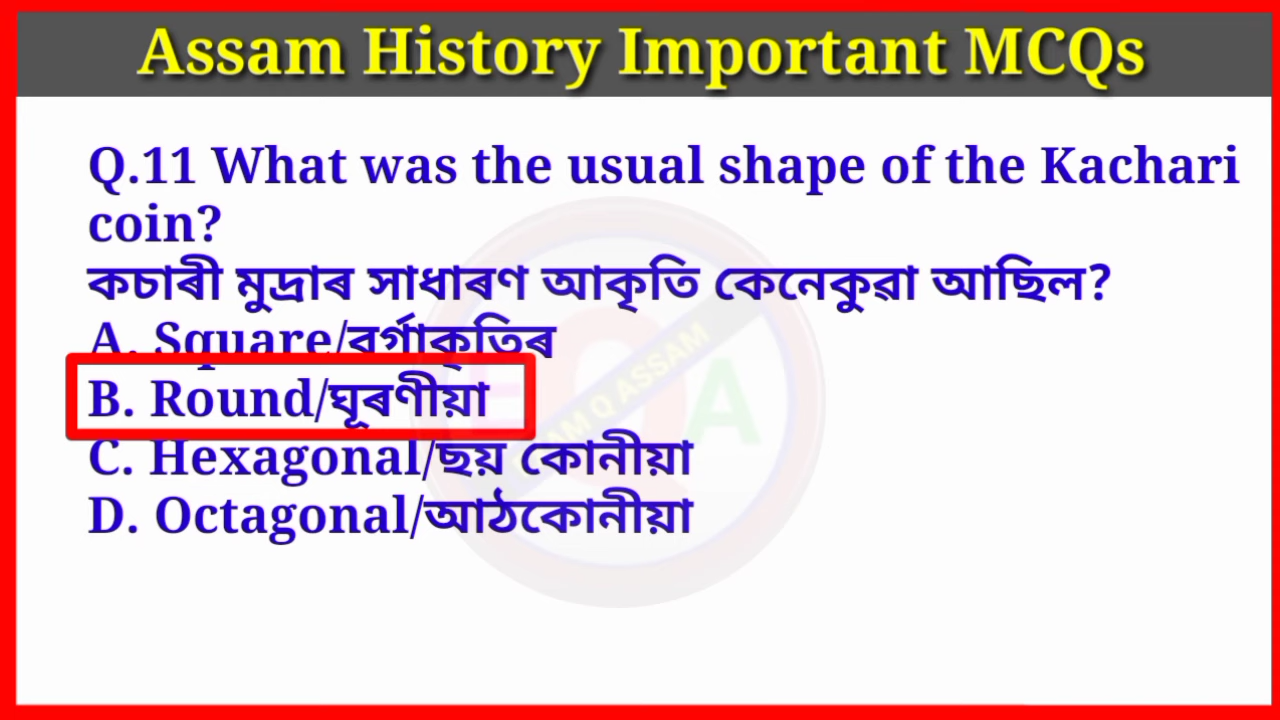 Assam History Important MCQs
Q.11 What was the usual shape of the Kachari
coin?
কচাৰী মুদ্ৰাৰ সাধাৰণ আকৃতি কেনেকুৱা আছিল?
A. Square/বৰ্গাকৃতিৰ
B. Round/ঘূৰণীয়া
C. Hexagonal/ছয় কোনীয়া
D. Octagonal/আঠকোনীয়া